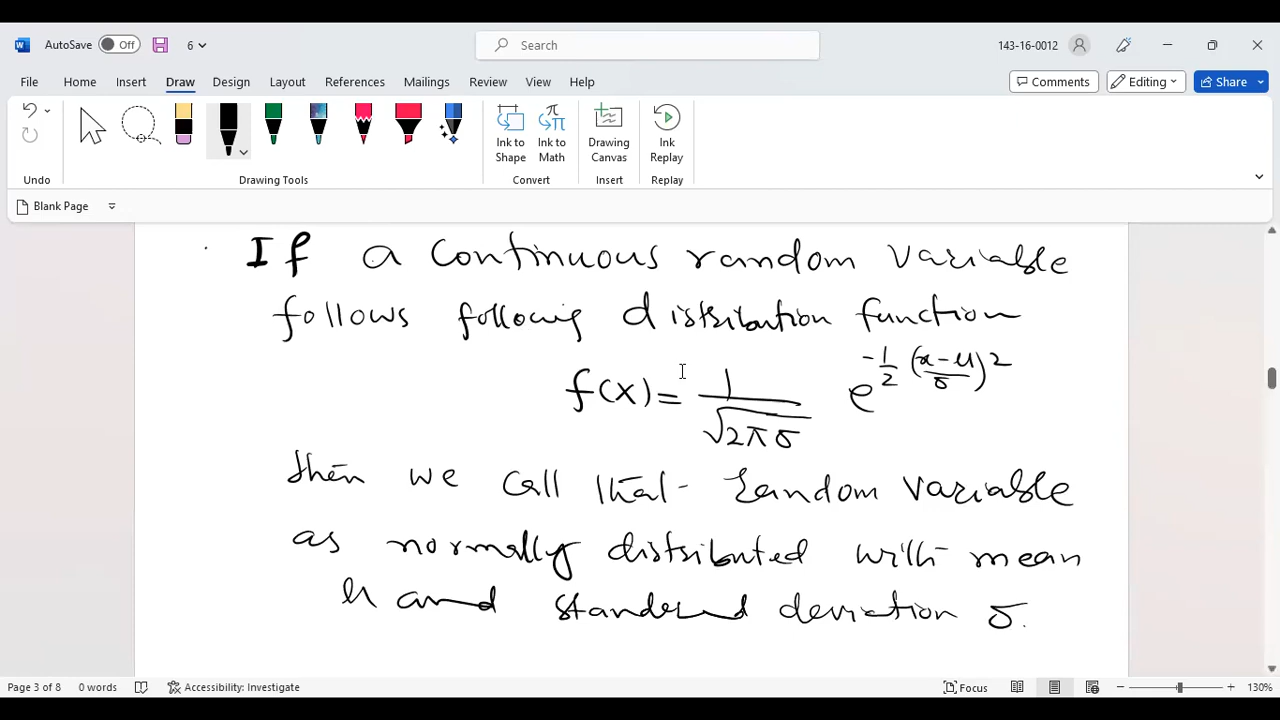 AutoSave Off 6 Search 143-16-0012
File Home Insert Draw Design Layout References Mailings Review View Help Comments Editing Share
Undo Drawing Tools Ink to Shape Ink to Math Convert Drawing Canvas Insert Ink Replay Replay
Blank Page
If a continuous random variable
follows following distribution function
f(x) = 1/√2πσ e^{-1/2 ((x-μ)/σ)^2}
then we call that random variable
as normally distributed with mean
μ and standered deviation σ.
Page 3 of 8 0 words Accessibility: Investigate Focus 130%